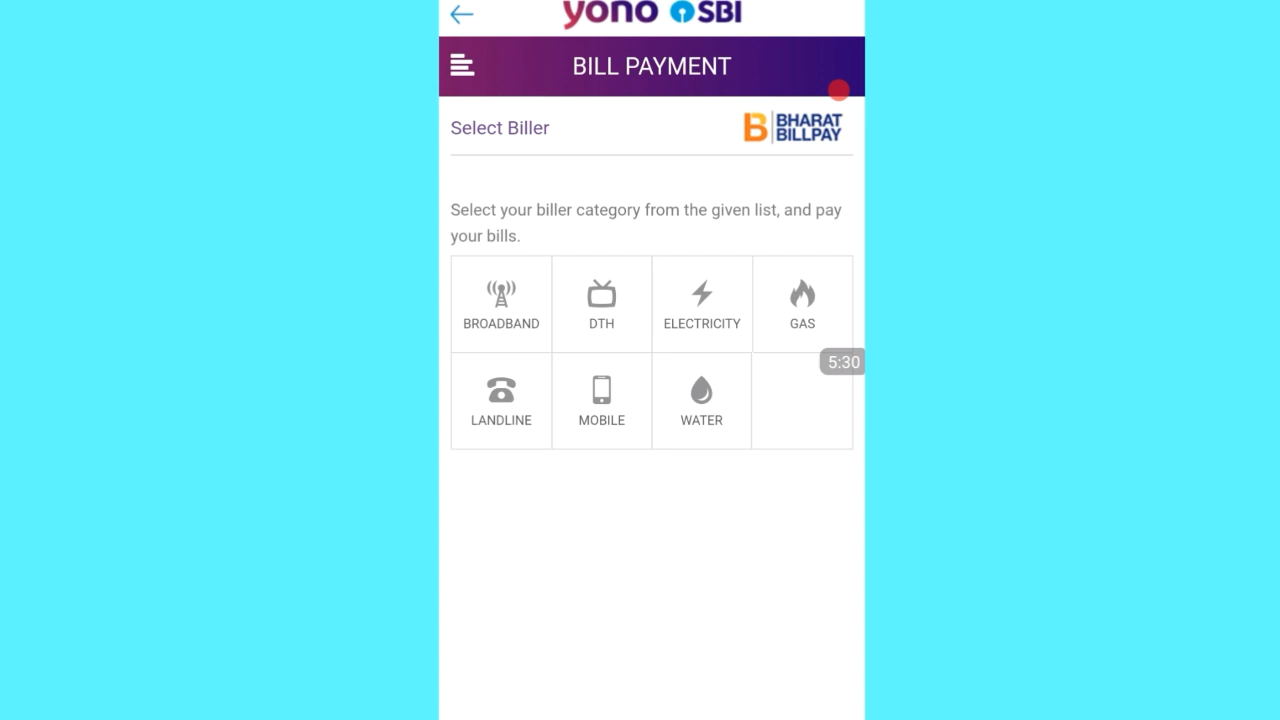 yono SBI
BILL PAYMENT
Select Biller
B BHARAT
BILLPAY
Select your biller category from the given list, and pay
your bills.
BROADBAND DTH ELECTRICITY GAS
5:30
LANDLINE MOBILE WATER